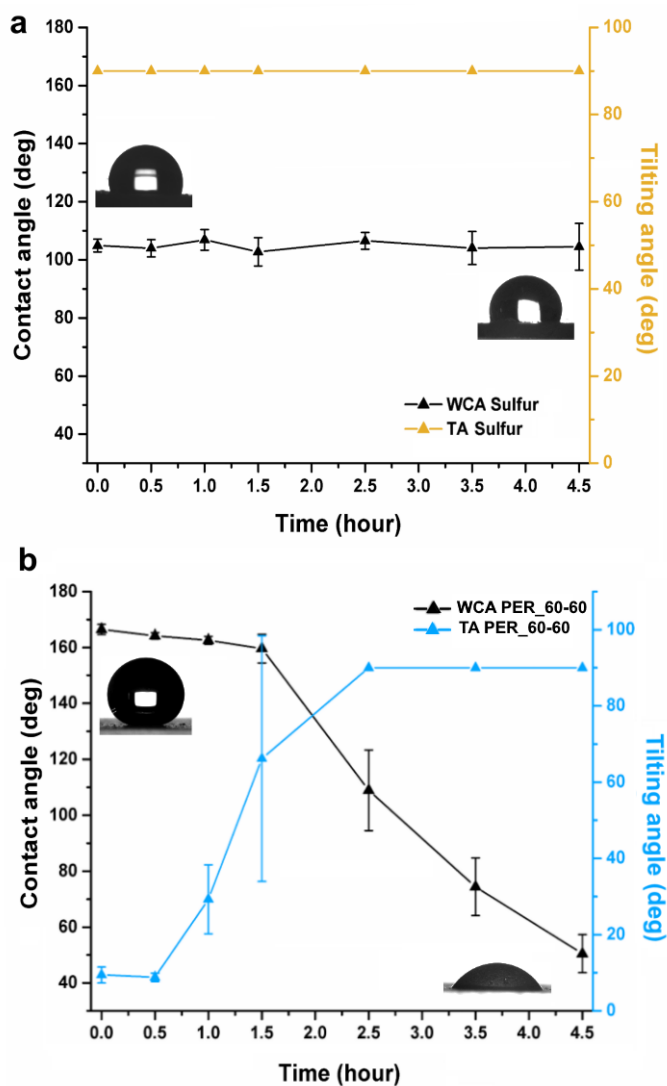 a
180
160
140
120
100
80
60
40
Contact angle (deg)
100
80
60
40
20
0
Tilting angle (deg)
WCA Sulfur
TA Sulfur
0.0 0.5 1.0 1.5 2.0 2.5 3.0 3.5 4.0 4.5
Time (hour)
b
180
160
140
120
100
80
60
40
Contact angle (deg)
100
80
60
40
20
0
Tilting angle (deg)
WCA PER_60-60
TA PER_60-60
0.0 0.5 1.0 1.5 2.0 2.5 3.0 3.5 4.0 4.5
Time (hour)